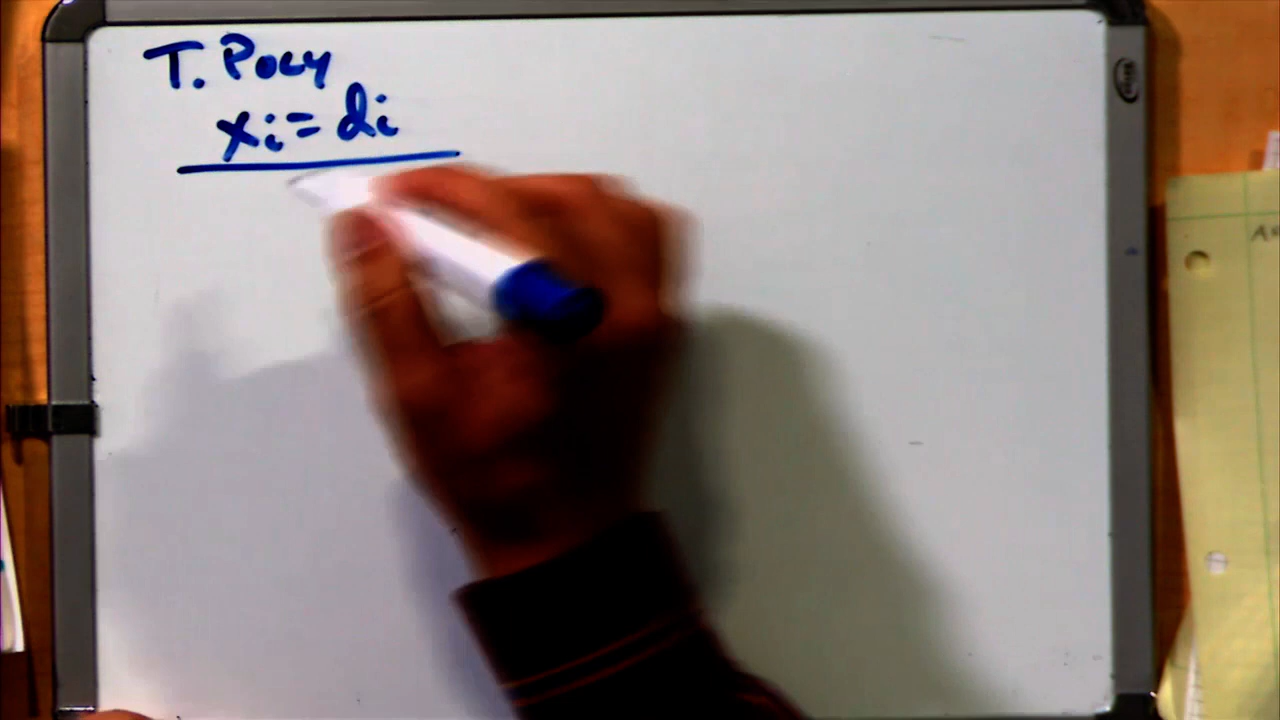 T. POLY
xi = di